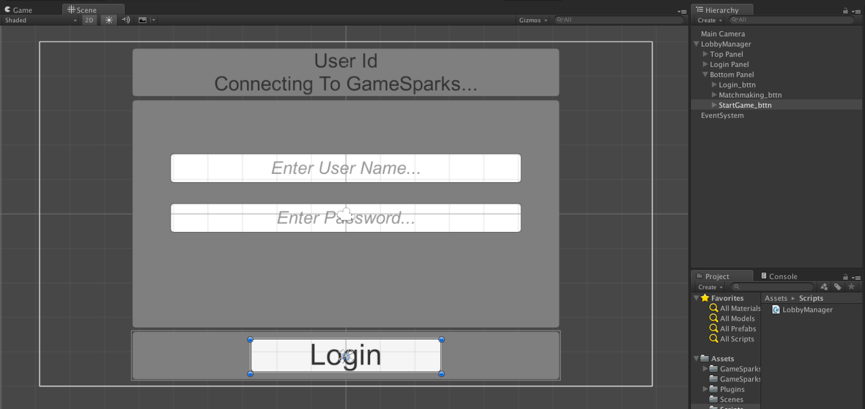 Game
Scene
Shaded
2D
Gizmos
All
User Id
Connecting To GameSparks...
Enter User Name...
Enter Password...
Login
Hierarchy
Create
All
Main Camera
LobbyManager
Top Panel
Login Panel
Bottom Panel
Login_bttn
Matchmaking_bttn
StartGame_bttn
EventSystem
Project
Console
Create
Favorites
All Materials
All Models
All Prefabs
All Scripts
Assets
GameSparks
GameSparks
Plugins
Scenes
Scripts
Assets Scripts
LobbyManager